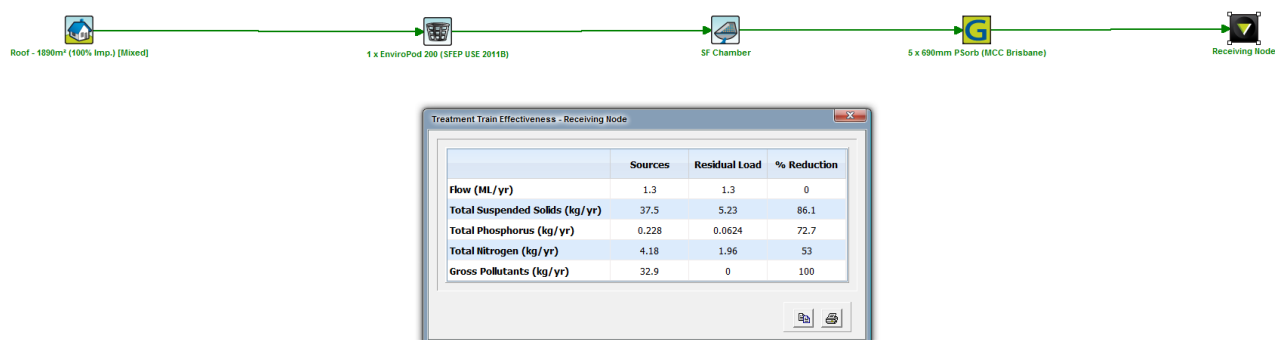 Roof - 1890m² (100% Imp.) [Mixed]
1 x EnviroPod 200 (SFEP USE 2011B)
SF Chamber
G
5 x 690mm PSorb (MCC Brisbane)
Receiving Node
Treatment Train Effectiveness - Receiving Node
Sources Residual Load % Reduction
Flow (ML/yr) 1.3 1.3 0
Total Suspended Solids (kg/yr) 37.5 5.23 86.1
Total Phosphorus (kg/yr) 0.228 0.0624 72.7
Total Nitrogen (kg/yr) 4.18 1.96 53
Gross Pollutants (kg/yr) 32.9 0 100